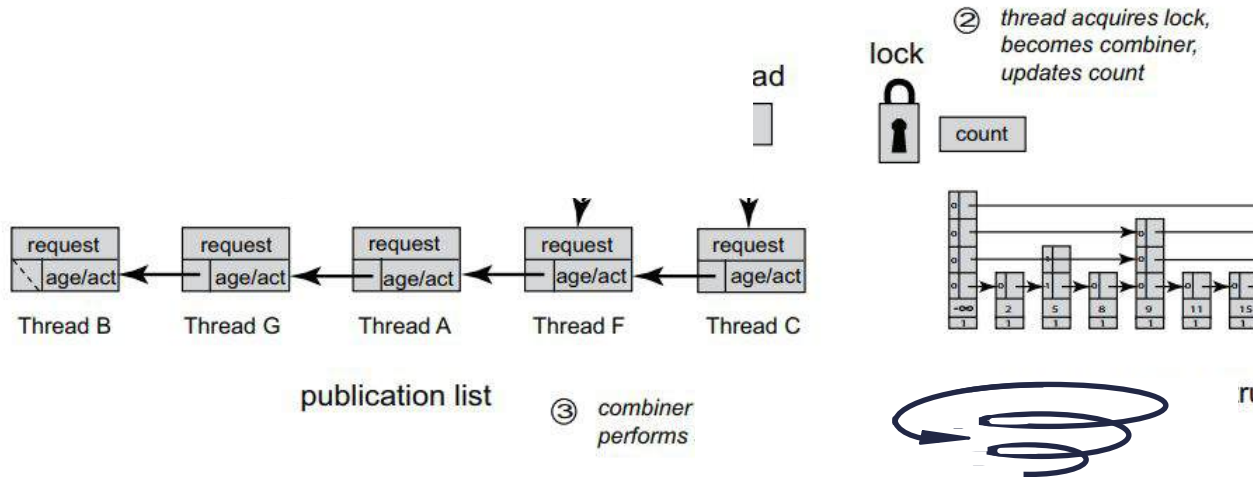 ② thread acquires lock,
becomes combiner,
updates count
lock
ad
count
request request request request request
age/act age/act age/act age/act age/act
Thread B Thread G Thread A Thread F Thread C
-∞ 2 5 8 9 11 15
1 1 1 1 1 1 1
publication list
③ combiner
performs